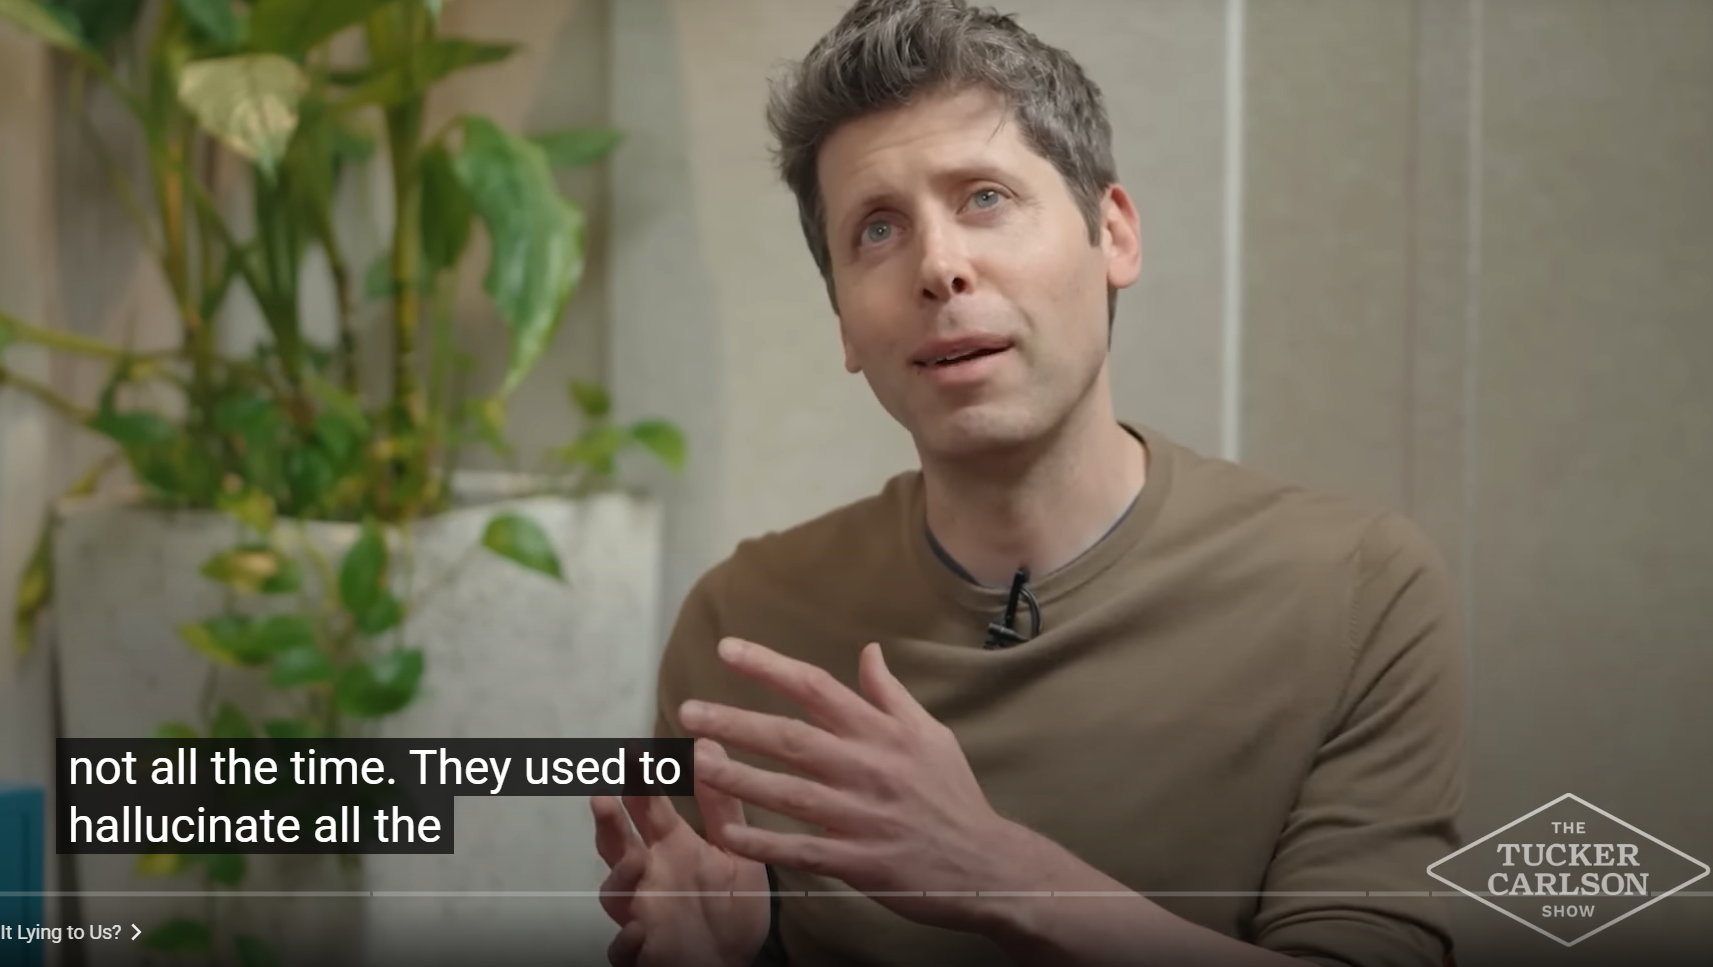 not all the time. They used to
hallucinate all the
THE
TUCKER
CARLSON
SHOW
It Lying to Us?